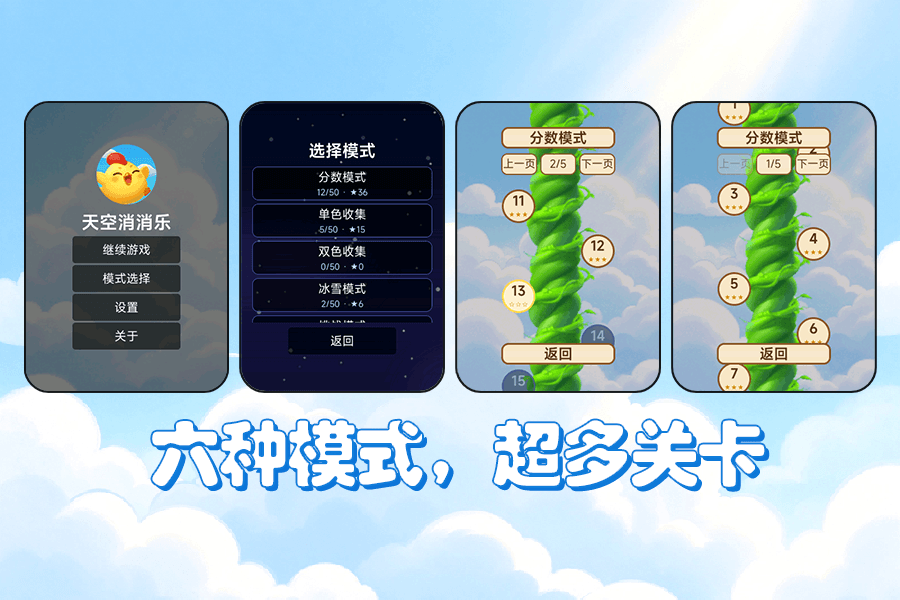 天空消消乐
继续游戏
模式选择
设置
关于
选择模式
分数模式
12/50 · ★36
单色收集
5/50 · ★15
双色收集
0/50 · ★0
冰雪模式
2/50 · ★6
返回
分数模式
上一页 2/5 下一页
11
12
13
14
返回
15
1
分数模式
2
上一页 1/5 下一页
3
4
5
6
返回
7
六种模式，超多关卡